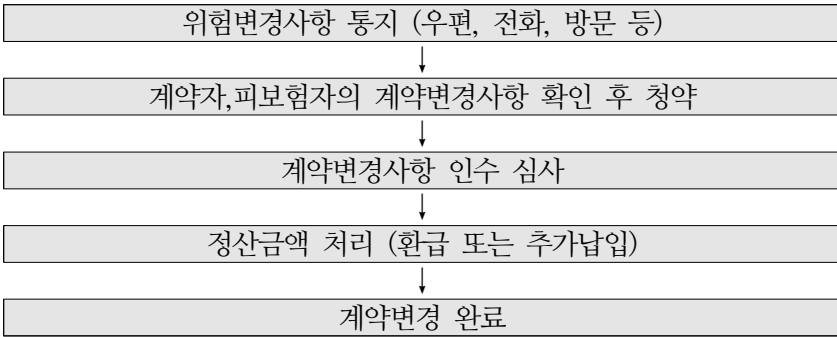 위험변경사항 통지 (우편, 전화, 방문 등)
계약자,피보험자의 계약변경사항 확인 후 청약
계약변경사항 인수 심사
정산금액 처리 (환급 또는 추가납입)
계약변경 완료